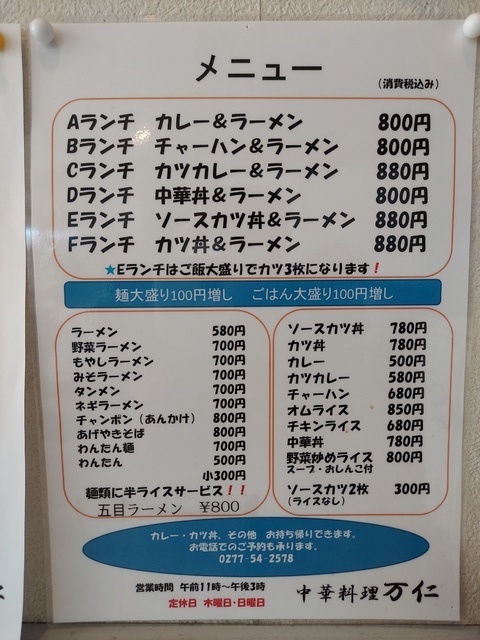 メニュー
(消費税込み)
Aランチ カレー＆ラーメン 800円
Bランチ チャーハン＆ラーメン 800円
Cランチ カツカレー＆ラーメン 880円
Dランチ 中華丼＆ラーメン 800円
Eランチ ソースカツ丼＆ラーメン 880円
Fランチ カツ丼＆ラーメン 880円
★Eランチはご飯大盛りでカツ3枚になります！
麺大盛り100円増し ごはん大盛り100円増し
ラーメン 580円
野菜ラーメン 700円
もやしラーメン 700円
みそラーメン 700円
タンメン 700円
ネギラーメン 700円
チャンポン（あんかけ） 800円
あげやきそば 800円
わんたん麺 700円
わんたん 500円
小300円
麺類に半ライスサービス！！
五目ラーメン ¥800
ソースカツ丼 780円
カツ丼 780円
カレー 500円
カツカレー 580円
チャーハン 680円
オムライス 850円
チキンライス 680円
中華丼 780円
野菜炒めライス 800円
スープ・おしんこ付
ソースカツ2枚 300円
(ライスなし)
カレー・カツ丼、その他 お持ち帰りできます。
お電話でのご予約も承ります。
0277-54-2578
営業時間 午前11時～午後3時
定休日 木曜日・日曜日
中華料理 万仁